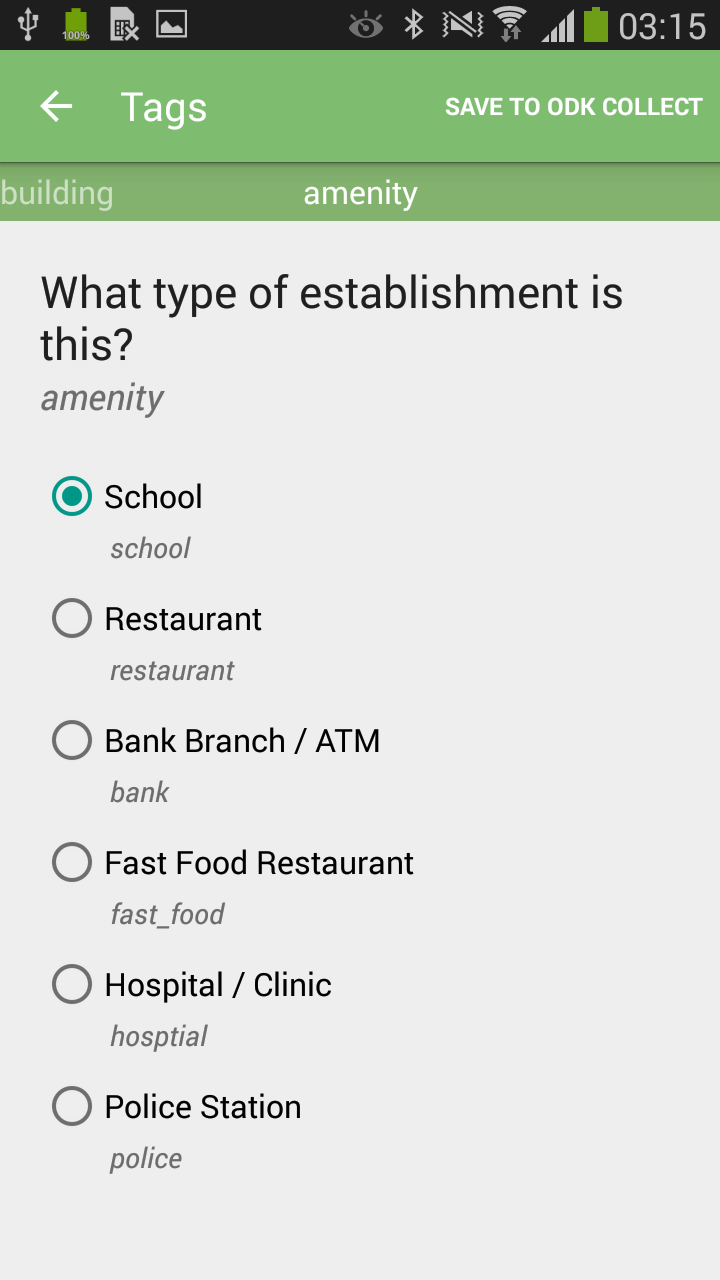 100%
03:15
Tags
SAVE TO ODK COLLECT
building
amenity
What type of establishment is
this?
amenity
School
school
Restaurant
restaurant
Bank Branch / ATM
bank
Fast Food Restaurant
fast_food
Hospital / Clinic
hosptial
Police Station
police